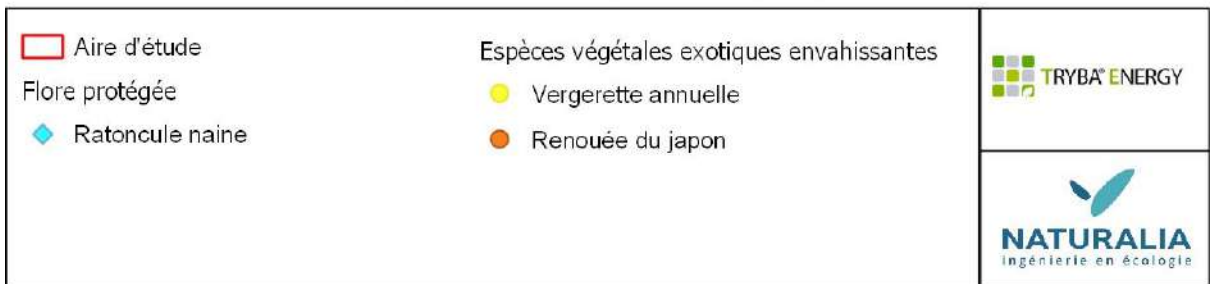 Aire d'étude
Flore protégée
Ratoncule naine
Espèces végétales exotiques envahissantes
Vergerette annuelle
Renouée du japon
TRYBA® ENERGY
NATURALIA
ingénierie en écologie